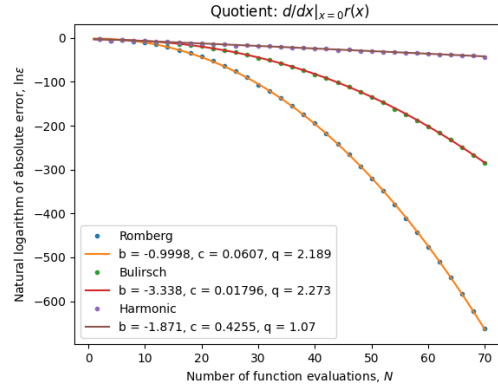 Quotient: d/dx|ₓ₌₀r(x)
Natural logarithm of absolute error, lnε
0
−100
−200
−300
−400
−500
−600
Romberg
b = -0.9998, c = 0.0607, q = 2.189
Bulirsch
b = -3.338, c = 0.01796, q = 2.273
Harmonic
b = -1.871, c = 0.4255, q = 1.07
0 10 20 30 40 50 60 70
Number of function evaluations, N